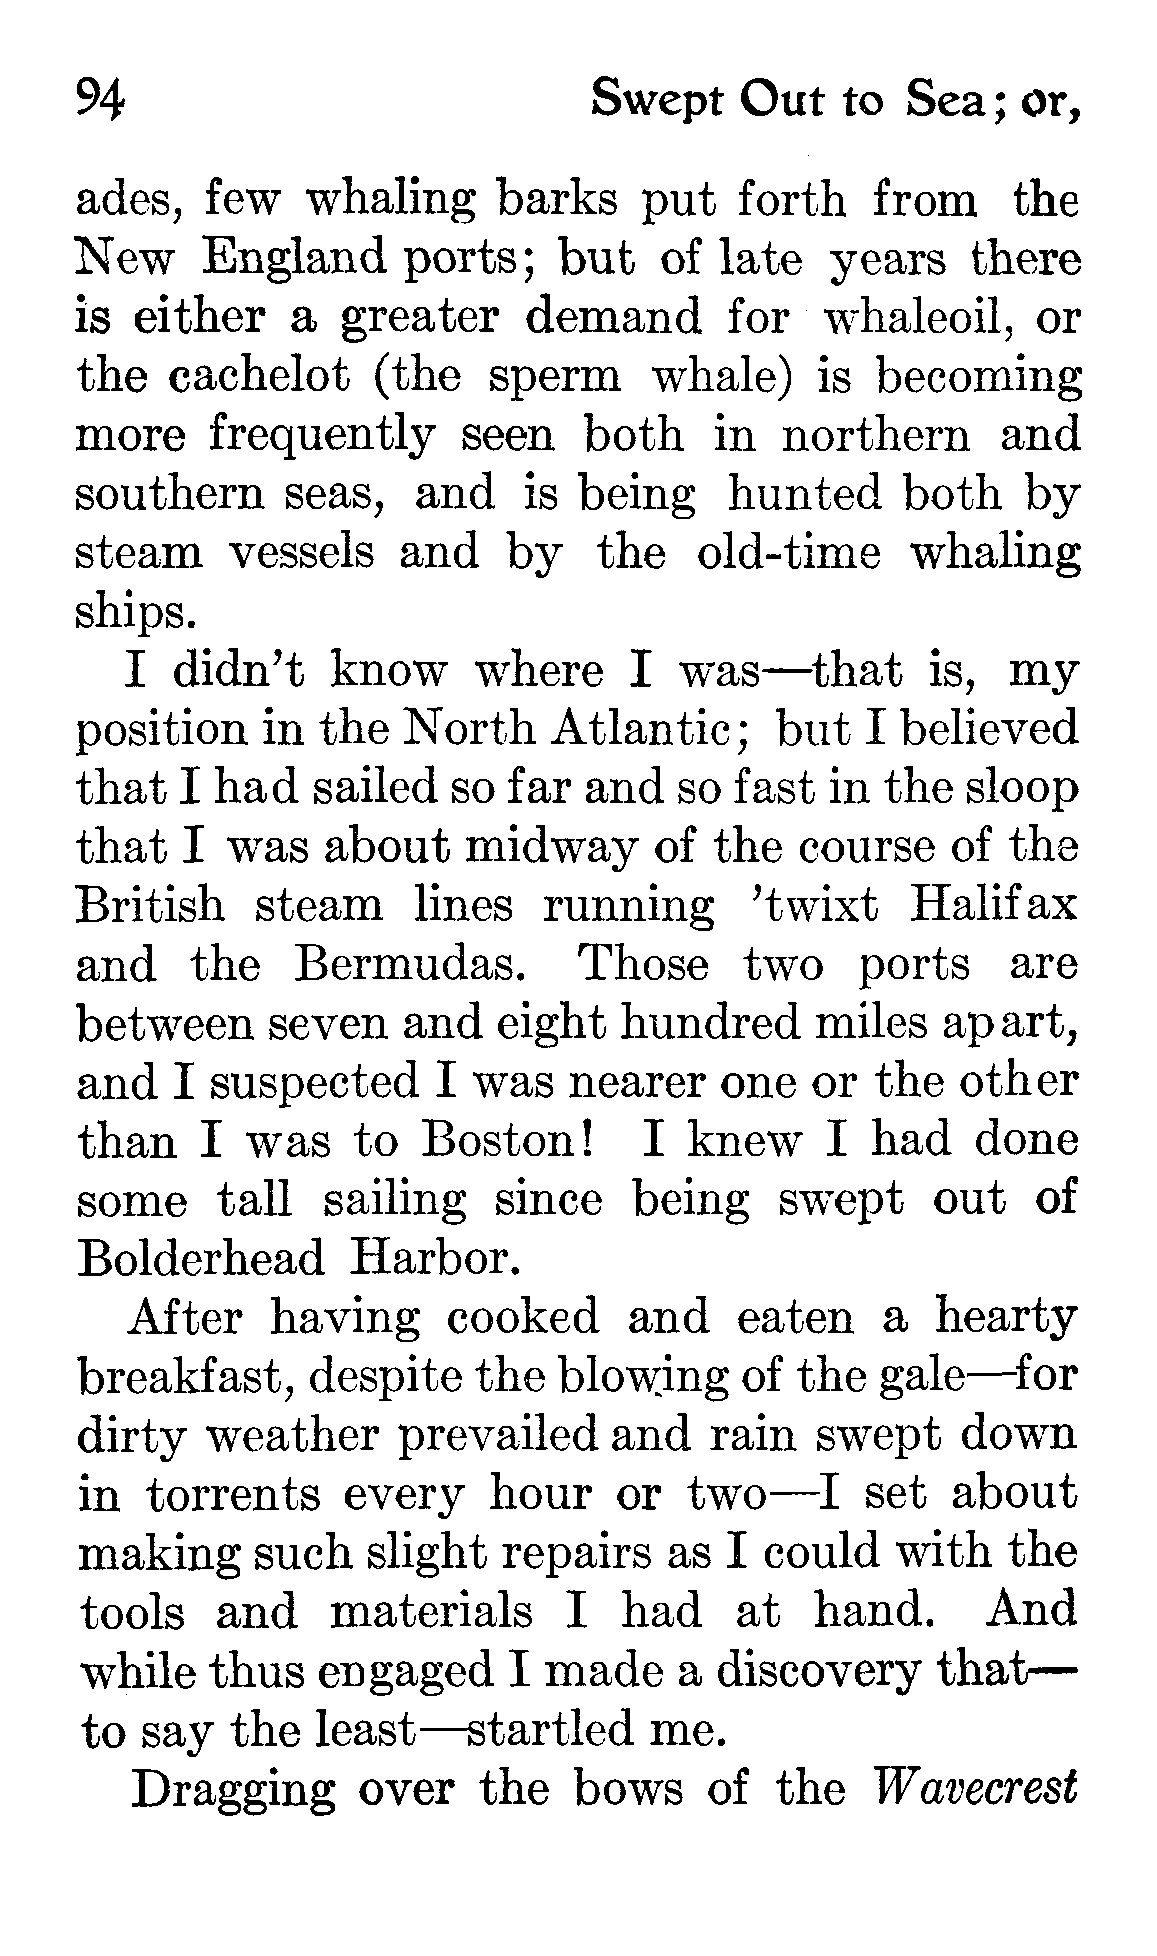 94 Swept Out to Sea; or,
ades, few whaling barks put forth from the
New England ports; but of late years there
is either a greater demand for whaleoil, or
the cachelot (the sperm whale) is becoming
more frequently seen both in northern and
southern seas, and is being hunted both by
steam vessels and by the old-time whaling
ships.
I didn't know where I was—that is, my
position in the North Atlantic; but I believed
that I had sailed so far and so fast in the sloop
that I was about midway of the course of the
British steam lines running 'twixt Halifax
and the Bermudas. Those two ports are
between seven and eight hundred miles apart,
and I suspected I was nearer one or the other
than I was to Boston! I knew I had done
some tall sailing since being swept out of
Bolderhead Harbor.
After having cooked and eaten a hearty
breakfast, despite the blowing of the gale—for
dirty weather prevailed and rain swept down
in torrents every hour or two—I set about
making such slight repairs as I could with the
tools and materials I had at hand. And
while thus engaged I made a discovery that—
to say the least—startled me.
Dragging over the bows of the Wavecrest